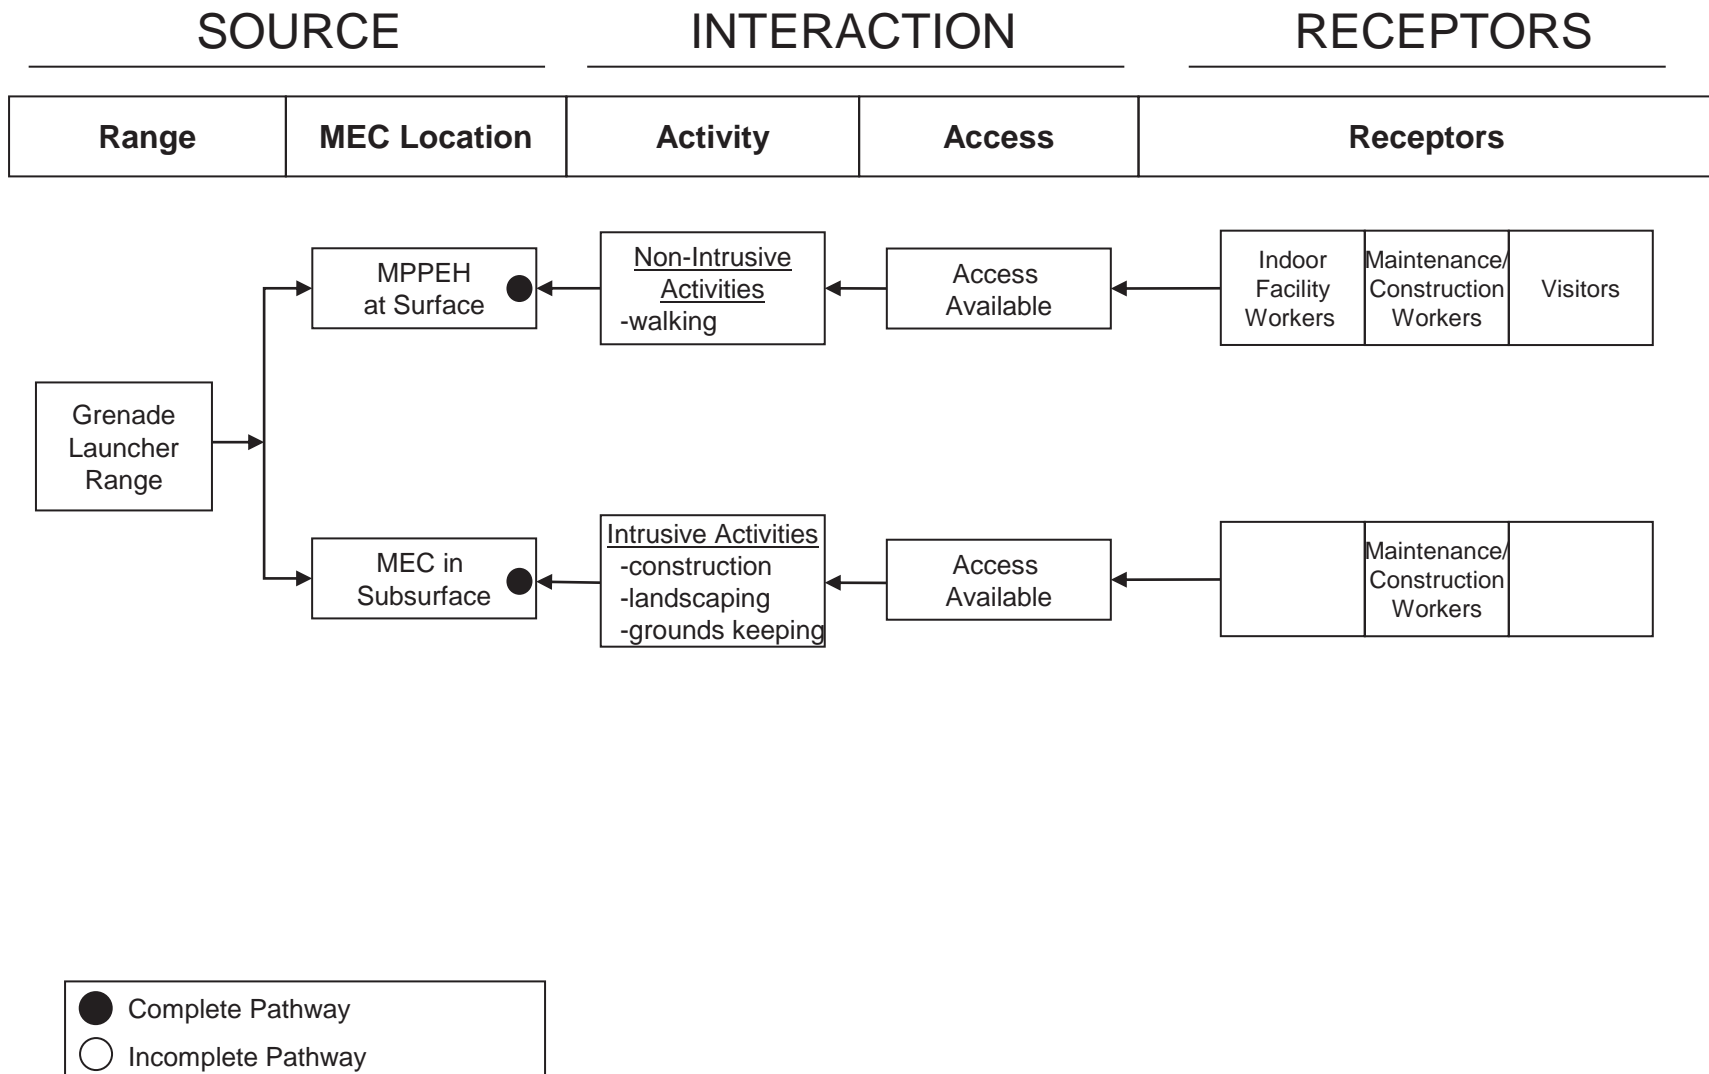 SOURCE
INTERACTION
RECEPTORS
Range
MEC Location
Activity
Access
Receptors
MPPEH
at Surface
Non-Intrusive
Activities
-walking
Access
Available
Indoor
Facility
Workers
Maintenance/
Construction
Workers
Visitors
Grenade
Launcher
Range
MEC in
Subsurface
Intrusive Activities
-construction
-landscaping
-grounds keeping
Access
Available
Maintenance/
Construction
Workers
Complete Pathway
Incomplete Pathway